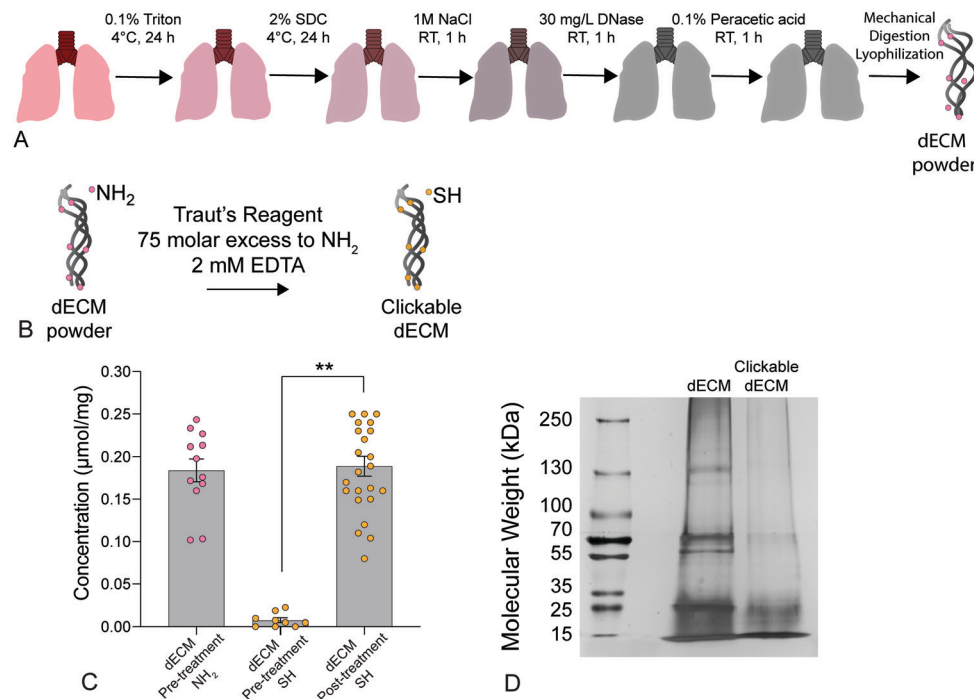 0.1% Triton
4°C, 24 h
2% SDC
4°C, 24 h
1M NaCl
RT, 1 h
30 mg/L DNase
RT, 1 h
0.1% Peracetic acid
RT, 1 h
Mechanical
Digestion
Lyophilization
dECM
powder
A
NH₂
dECM
powder
Traut's Reagent
75 molar excess to NH₂
2 mM EDTA
SH
Clickable
dECM
B
Concentration (µmol/mg)
0.30
0.25
0.20
0.15
0.10
0.05
0.00
**
dECM
Pre-treatment
NH₂
dECM
Pre-treatment
SH
dECM
Post-treatment
SH
C
Molecular Weight (kDa)
250
130
100
70
55
35
25
15
dECM
Clickable
dECM
D